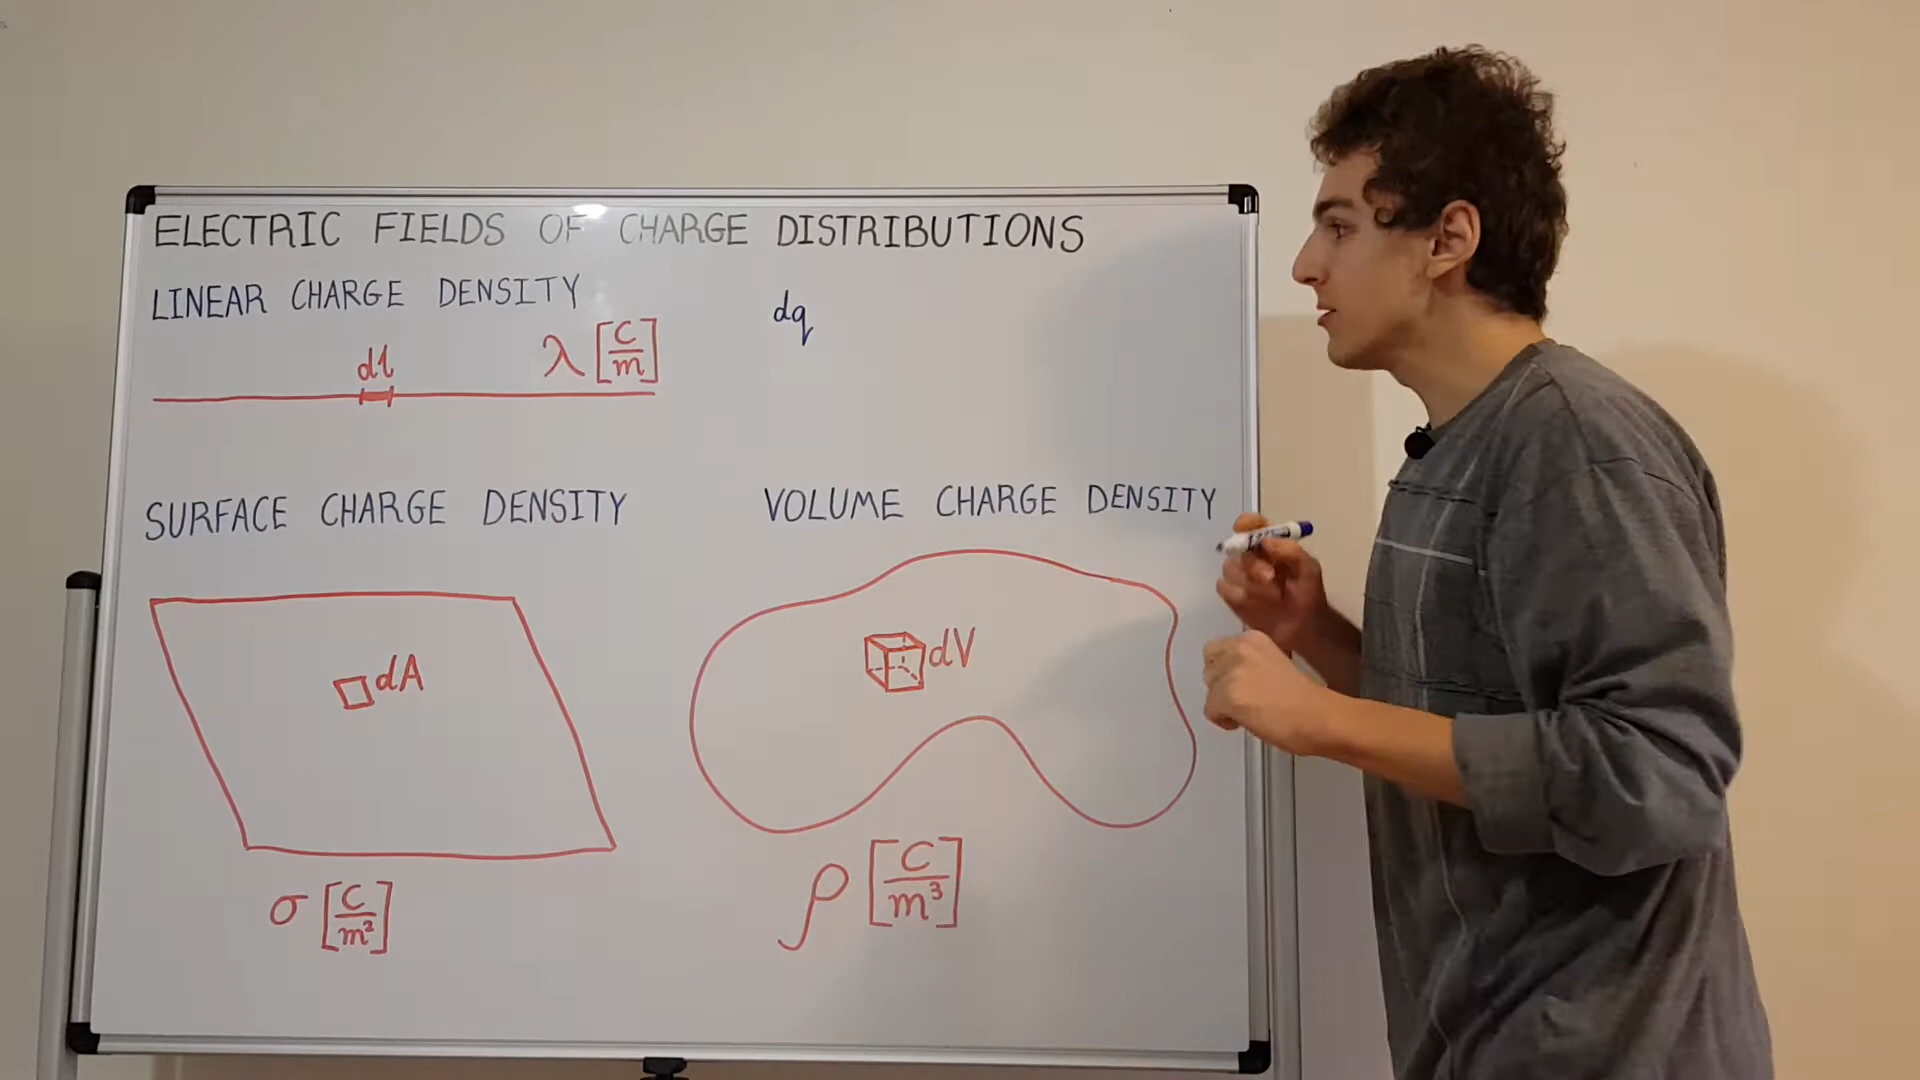 ELECTRIC FIELDS OF CHARGE DISTRIBUTIONS
LINEAR CHARGE DENSITY
dl
λ [C/m]
dq
SURFACE CHARGE DENSITY
dA
σ [C/m²]
VOLUME CHARGE DENSITY
dV
ρ [C/m³]